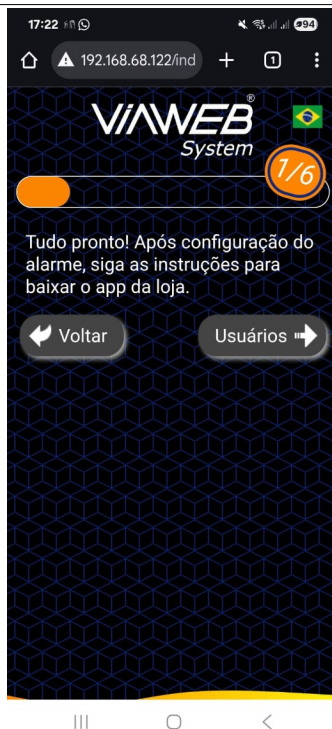 17:22
94
192.168.68.122/ind
1
ViAWEB®
System
1/6
Tudo pronto! Após configuração do
alarme, siga as instruções para
baixar o app da loja.
Voltar
Usuários